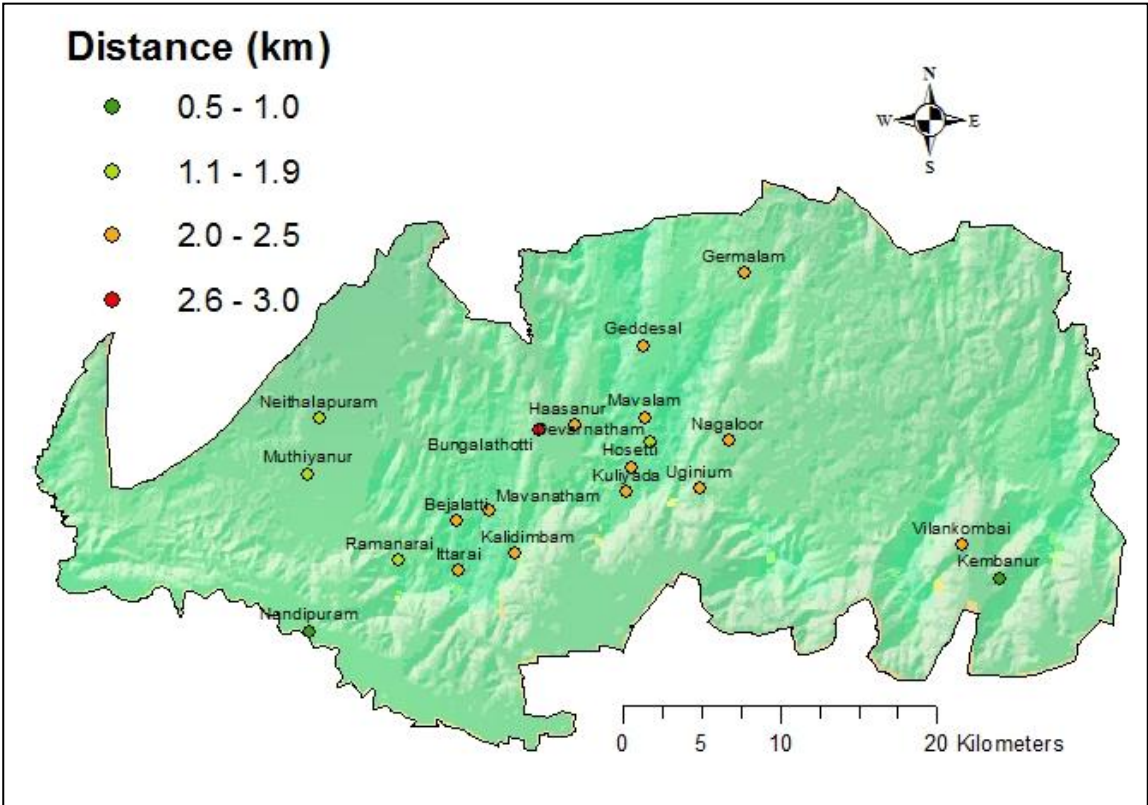 Distance (km)
0.5 - 1.0
1.1 - 1.9
2.0 - 2.5
2.6 - 3.0
N
W E
S
Germalam
Geddesal
Neithalapuram
Haasanur
Mavalam
Devarnatham
Nagaloor
Bungalathotti
Muthiyanur
Hosetti
Kuliyada
Uginium
Bejalatti
Mavanatham
Ramanarai
Ittarai
Kalidimbam
Vilankombai
Kembanur
Nandipuram
0 5 10 20 Kilometers